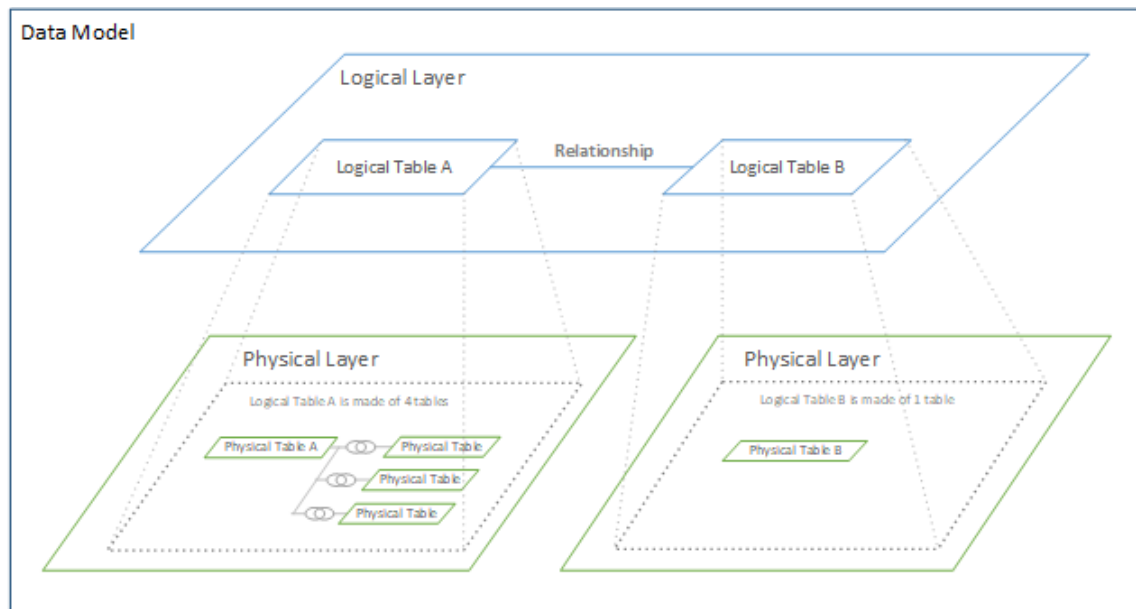 Data Model
Logical Layer
Relationship
Logical Table A
Logical Table B
Physical Layer
Logical Table A is made of 4 tables
Physical Table A
Physical Table
Physical Table
Physical Table
Physical Layer
Logical Table B is made of 1 table
Physical Table B